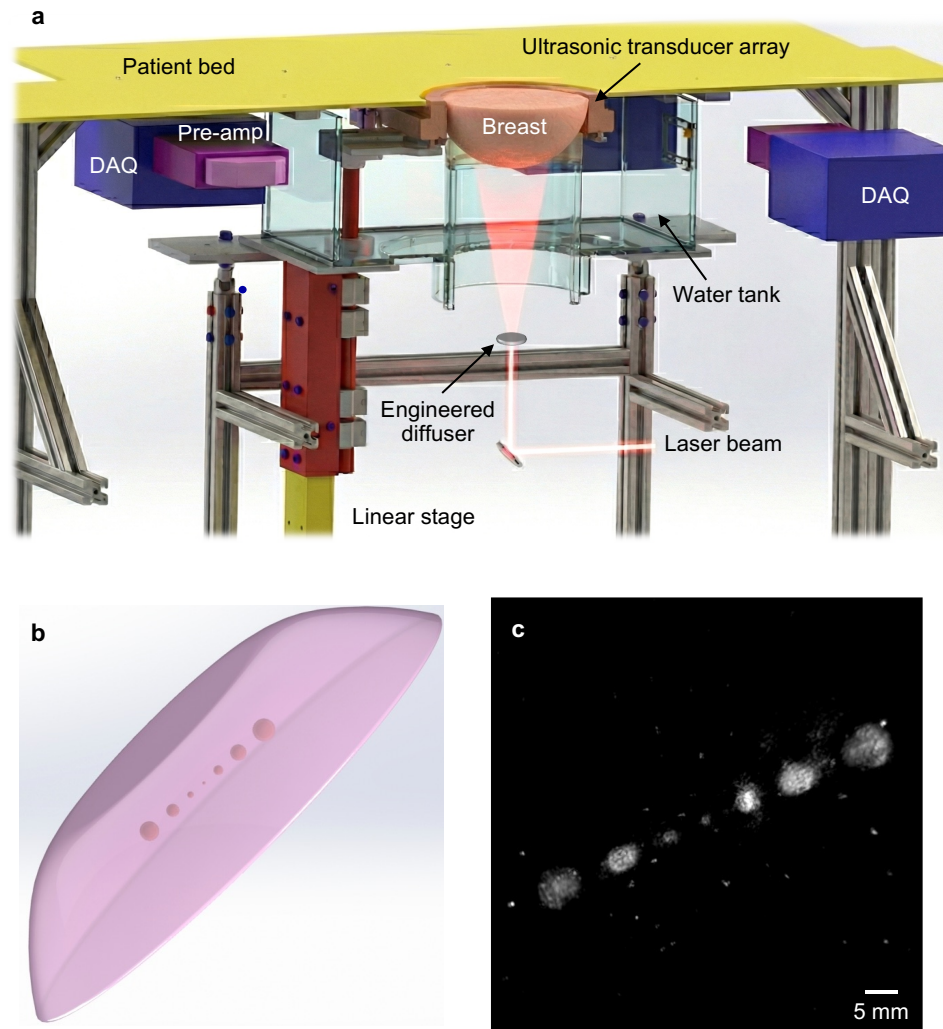 a
Ultrasonic transducer array
Patient bed
Pre-amp
Breast
DAQ
DAQ
Water tank
Engineered
diffuser
Laser beam
Linear stage
b
c
5 mm